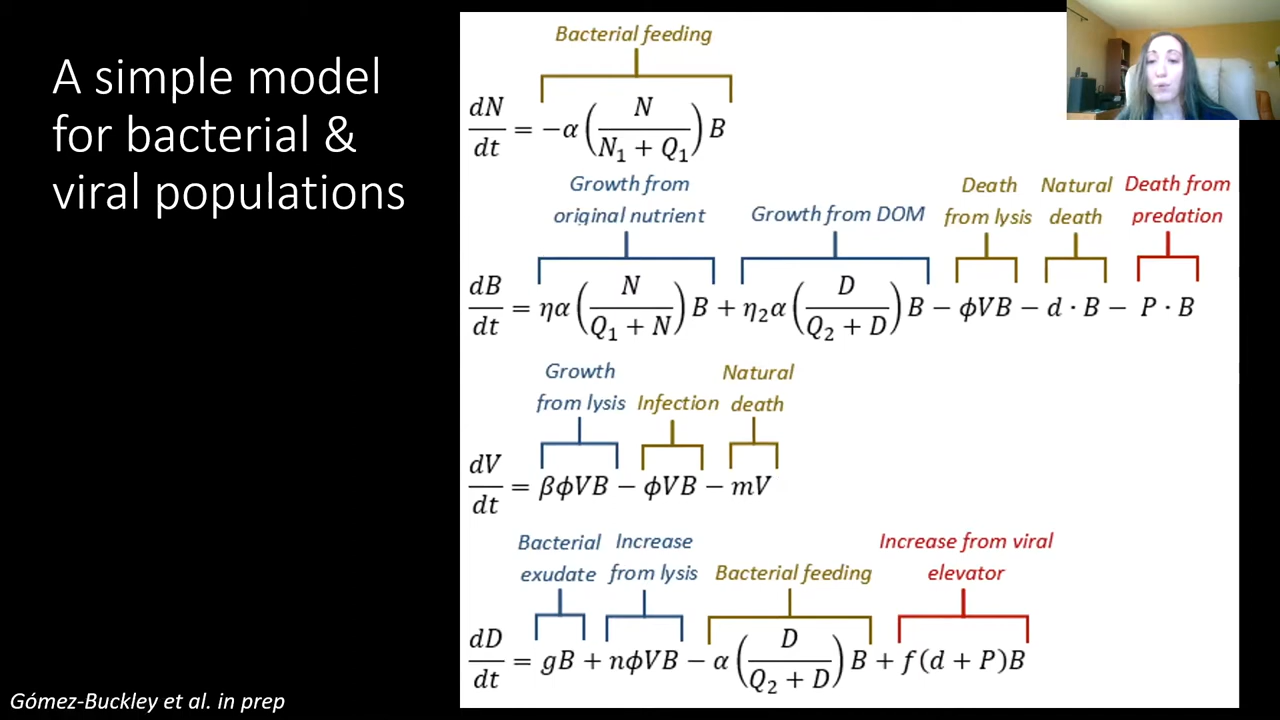 A simple model
for bacterial &
viral populations
Bacterial feeding
dN/dt = −α(N/(N₁ + Q₁))B
Growth from
original nutrient
Growth from DOM
Death
from lysis
Natural
death
Death from
predation
dB/dt = ηα(N/(Q₁ + N))B + η₂α(D/(Q₂ + D))B − ϕVB − d · B − P · B
Growth
from lysis
Infection
Natural
death
dV/dt = βϕVB − ϕVB − mV
Bacterial
exudate
Increase
from lysis
Bacterial feeding
Increase from viral
elevator
dD/dt = gB + nϕVB − α(D/(Q₂ + D))B + f(d + P)B
Gómez-Buckley et al. in prep